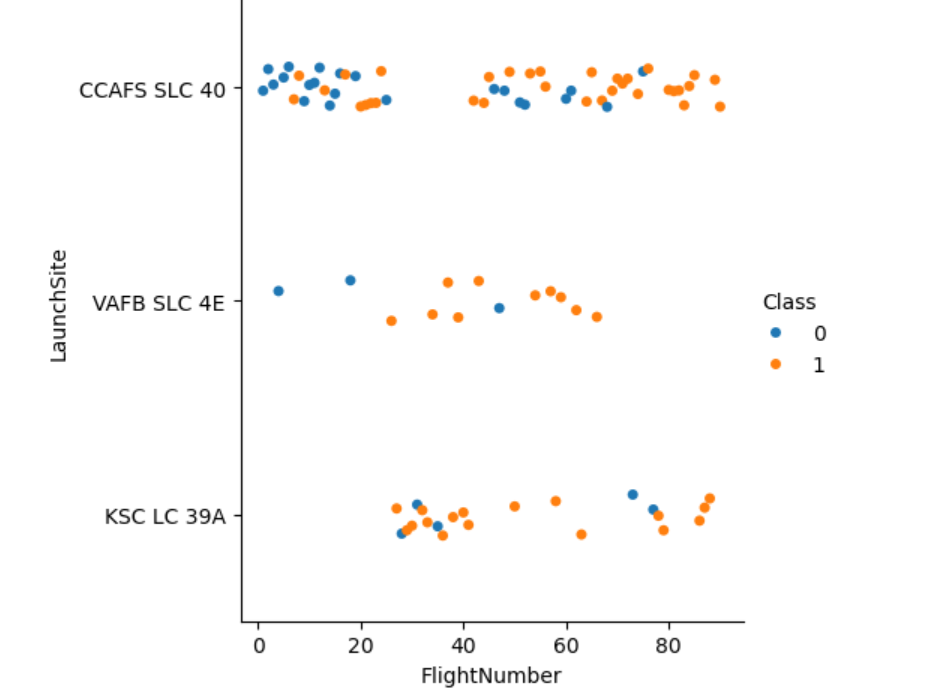 CCAFS SLC 40
VAFB SLC 4E
KSC LC 39A
LaunchSite
0 20 40 60 80
FlightNumber
Class
0
1